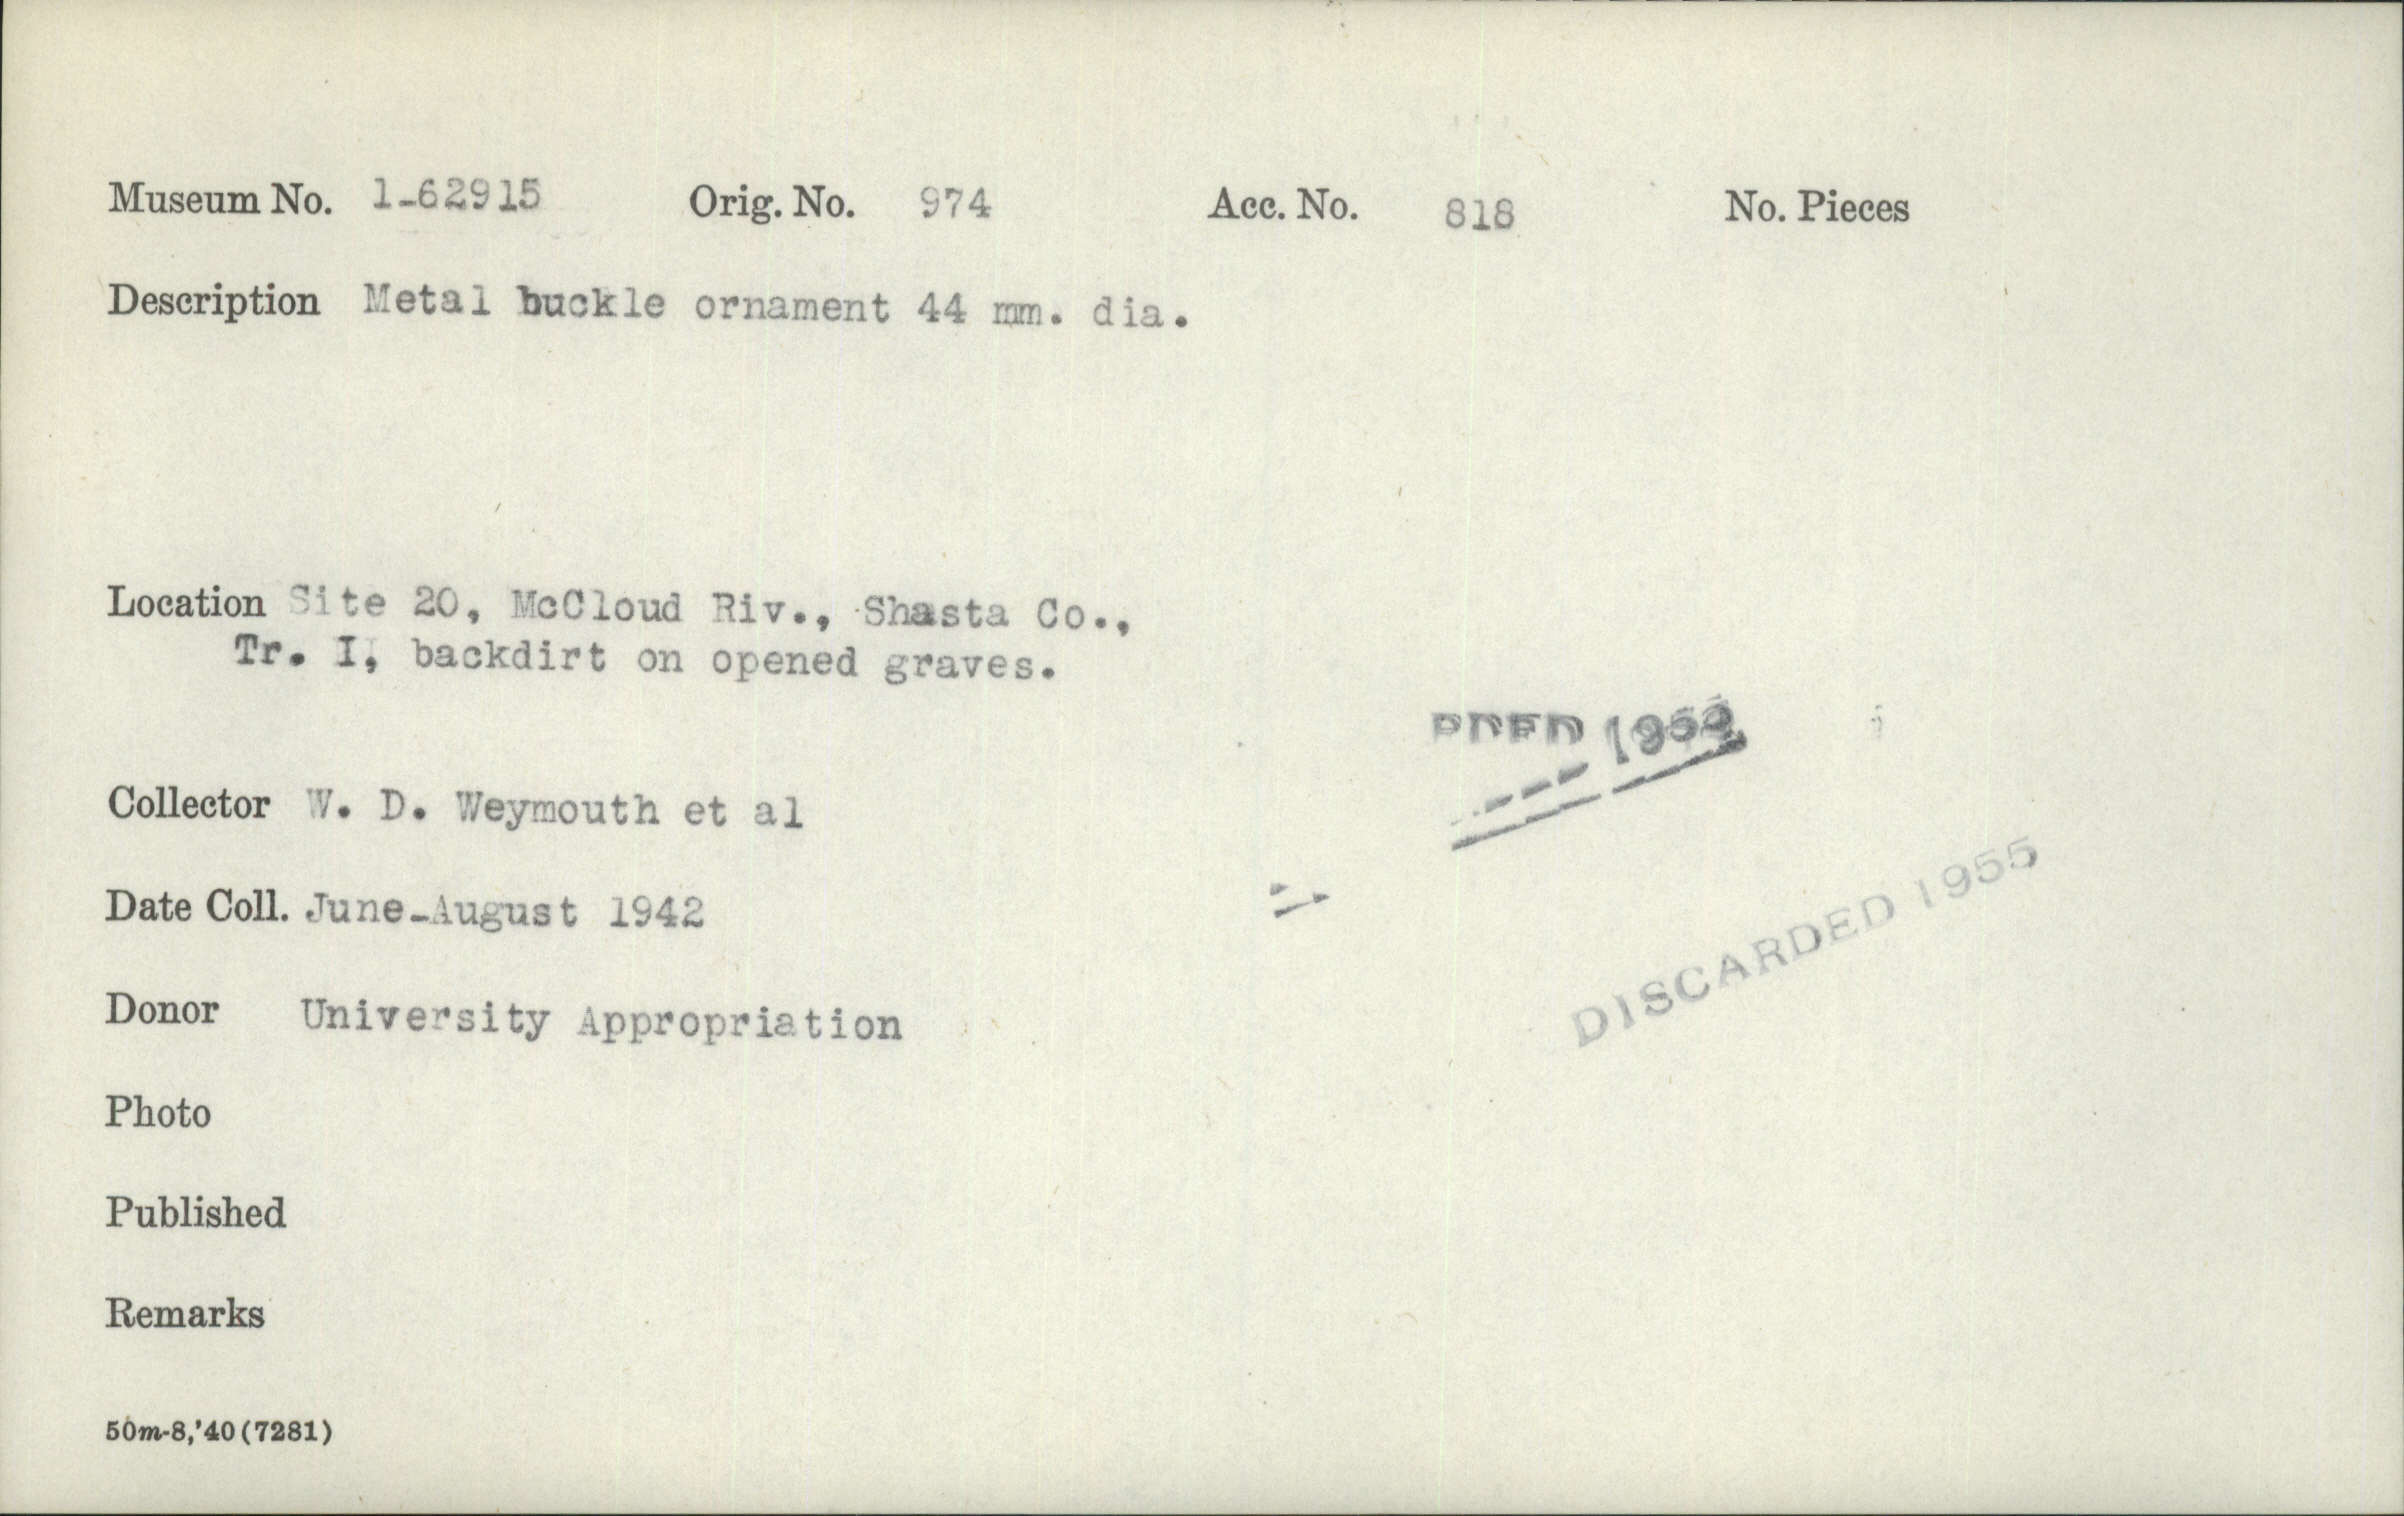 Museum No. 1-62915 Orig. No. 974 Acc. No. 818 No. Pieces
Description Metal buckle ornament 44 mm. dia.
Location Site 20, McCloud Riv., Shasta Co.,
Tr. I, backdirt on opened graves.
Collector W. D. Weymouth et al
Date Coll. June-August 1942
DISCARDED 1955
Donor University Appropriation
Photo
Published
Remarks
50m-8,'40(7281)